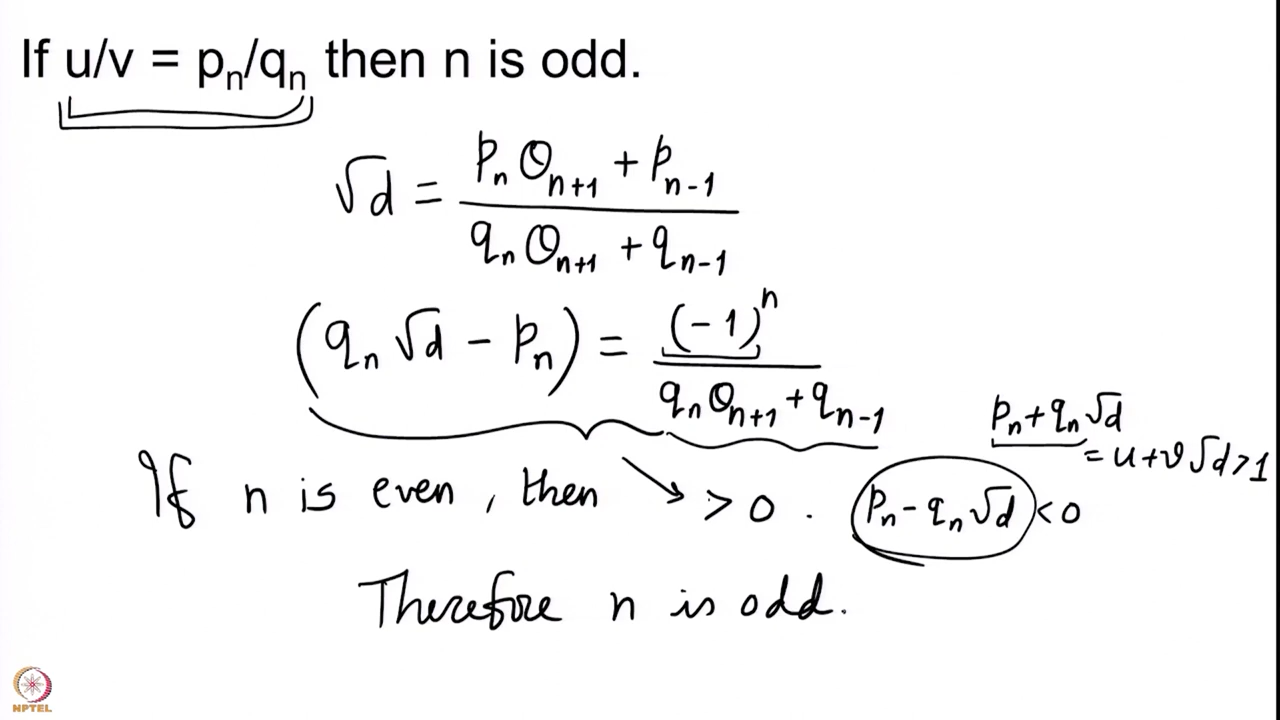 If u/v = pₙ/qₙ then n is odd.
√d = (pₙ θₙ₊₁ + pₙ₋₁) / (qₙ θₙ₊₁ + qₙ₋₁)
(qₙ √d - pₙ) = (-1)ⁿ / (qₙ θₙ₊₁ + qₙ₋₁)
pₙ + qₙ √d
= u + v √d > 1
If n is even, then > 0. pₙ - qₙ √d < 0
Therefore n is odd.
NPTEL